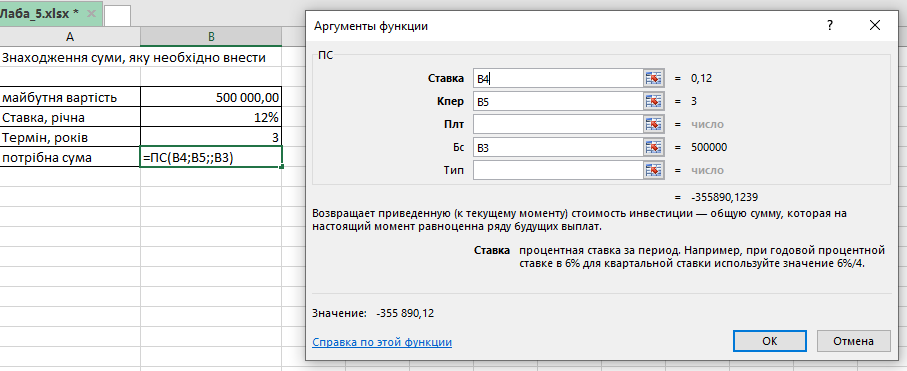 Лаба_5.xlsx *
A B
Знаходження суми, яку необхідно внести
майбутня вартість 500 000,00
Ставка, річна 12%
Термін, років 3
потрібна сума =ПС(B4;B5;;B3)
Аргументы функции
ПС
Ставка B4 = 0,12
Кпер B5 = 3
Плт = число
Бс B3 = 500000
Тип = число
= -355890,1239
Возвращает приведенную (к текущему моменту) стоимость инвестиции — общую сумму, которая на
настоящий момент равноценна ряду будущих выплат.
Ставка процентная ставка за период. Например, при годовой процентной
ставке в 6% для квартальной ставки используйте значение 6%/4.
Значение: -355 890,12
Справка по этой функции
ОК Отмена